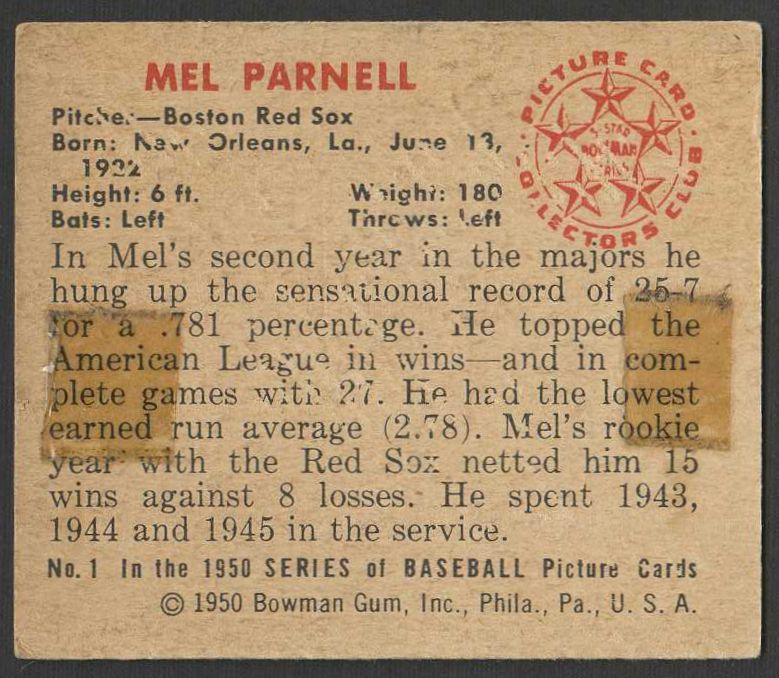 MEL PARNELL
Pitcher—Boston Red Sox
Born: New Orleans, La., June 13,
1922
Height: 6 ft. Weight: 180
Bats: Left Throws: Left
PICTURE CARD COLLECTORS CLUB
5-STAR
BOWMAN
SERIES
In Mel's second year in the majors he
hung up the sensational record of 25-7
for a .781 percentage. He topped the
American League in wins—and in com-
plete games with 27. He had the lowest
earned run average (2.78). Mel's rookie
year with the Red Sox netted him 15
wins against 8 losses. He spent 1943,
1944 and 1945 in the service.
No. 1 In the 1950 SERIES of BASEBALL Picture Cards
© 1950 Bowman Gum, Inc., Phila., Pa., U. S. A.